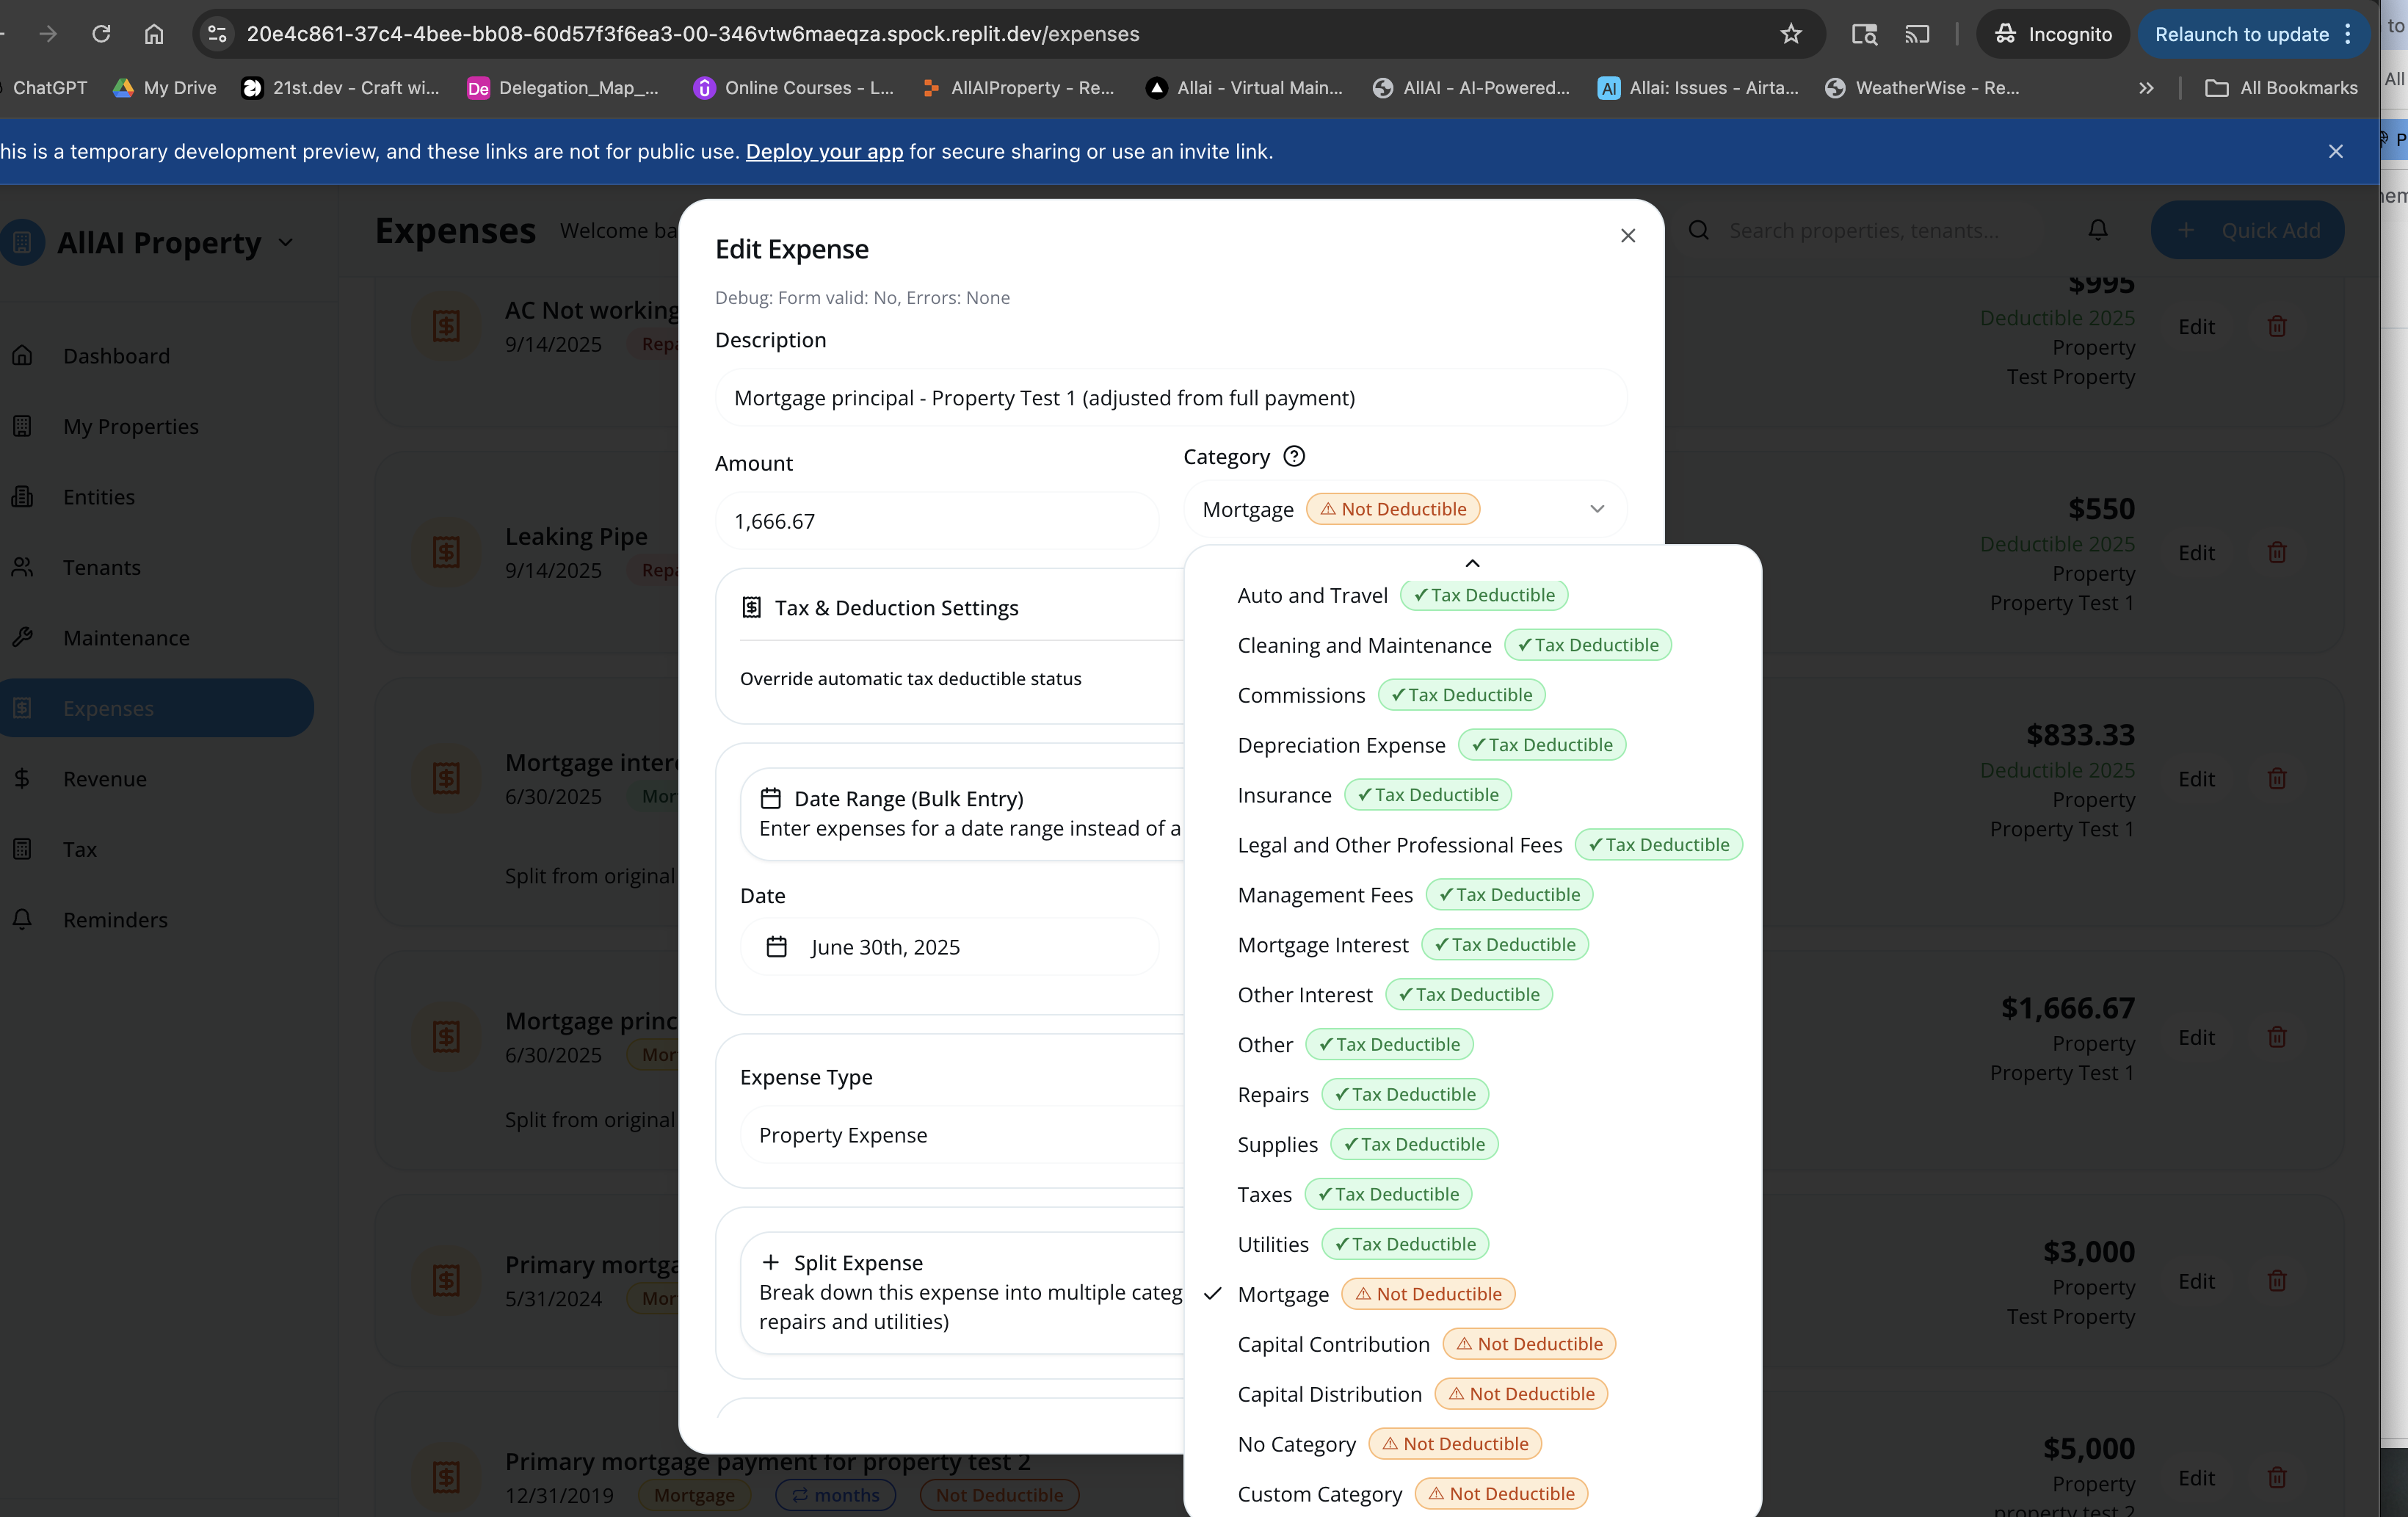 20e4c861-37c4-4bee-bb08-60d57f3f6ea3-00-346vtw6maeqza.spock.replit.dev/expenses
Incognito
Relaunch to update
ChatGPT
My Drive
21st.dev - Craft wi...
De
Delegation_Map_...
Online Courses - L...
AllAIProperty - Re...
Allai - Virtual Main...
AllAI - AI-Powered...
AI
Allai: Issues - Airta...
WeatherWise - Re...
All Bookmarks
to
All
his is a temporary development preview, and these links are not for public use. Deploy your app for secure sharing or use an invite link.
AllAI Property
Dashboard
My Properties
Entities
Tenants
Maintenance
Expenses
Revenue
Tax
Reminders
Expenses
Welcome ba
Search properties, tenants...
Quick Add
AC Not working
9/14/2025
Repa
$995
Deductible 2025
Property
Test Property
Edit
Leaking Pipe
9/14/2025
Repa
$550
Deductible 2025
Property
Property Test 1
Edit
Mortgage intere
6/30/2025
Mor
Split from original
$833.33
Deductible 2025
Property
Property Test 1
Edit
Mortgage princ
6/30/2025
Mor
Split from original
$1,666.67
Property
Property Test 1
Edit
Primary mortga
5/31/2024
Mor
$3,000
Property
Test Property
Edit
Primary mortgage payment for property test 2
12/31/2019
Mortgage
months
Not Deductible
$5,000
Property
property test 2
Edit
Edit Expense
Debug: Form valid: No, Errors: None
Description
Mortgage principal - Property Test 1 (adjusted from full payment)
Amount
1,666.67
Category
Mortgage
Not Deductible
Tax & Deduction Settings
Override automatic tax deductible status
Date Range (Bulk Entry)
Enter expenses for a date range instead of a
Date
June 30th, 2025
Expense Type
Property Expense
Split Expense
Break down this expense into multiple categ
repairs and utilities)
Auto and Travel ✓ Tax Deductible
Cleaning and Maintenance ✓ Tax Deductible
Commissions ✓ Tax Deductible
Depreciation Expense ✓ Tax Deductible
Insurance ✓ Tax Deductible
Legal and Other Professional Fees ✓ Tax Deductible
Management Fees ✓ Tax Deductible
Mortgage Interest ✓ Tax Deductible
Other Interest ✓ Tax Deductible
Other ✓ Tax Deductible
Repairs ✓ Tax Deductible
Supplies ✓ Tax Deductible
Taxes ✓ Tax Deductible
Utilities ✓ Tax Deductible
Mortgage ⚠ Not Deductible
Capital Contribution ⚠ Not Deductible
Capital Distribution ⚠ Not Deductible
No Category ⚠ Not Deductible
Custom Category ⚠ Not Deductible